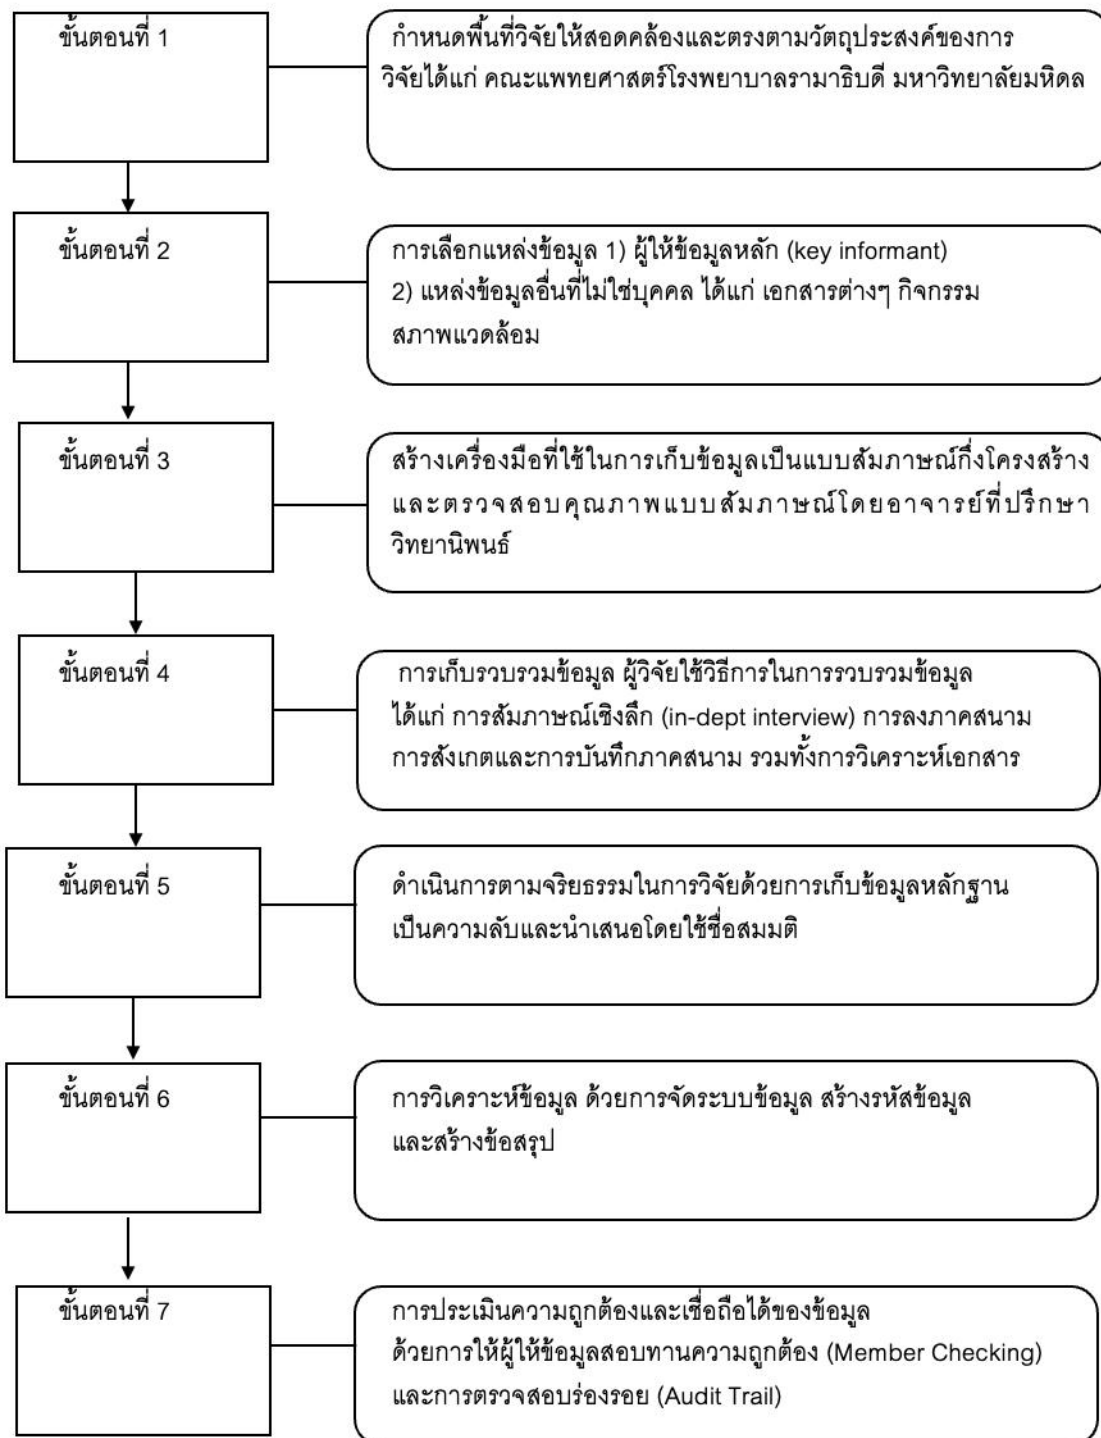 ขั้นตอนที่ 1
กำหนดพื้นที่วิจัยให้สอดคล้องและตรงตามวัตถุประสงค์ของการ
วิจัยได้แก่ คณะแพทยศาสตร์โรงพยาบาลรามาธิบดี มหาวิทยาลัยมหิดล
ขั้นตอนที่ 2
การเลือกแหล่งข้อมูล 1) ผู้ให้ข้อมูลหลัก (key informant)
2) แหล่งข้อมูลอื่นที่ไม่ใช่บุคคล ได้แก่ เอกสารต่างๆ กิจกรรม
สภาพแวดล้อม
ขั้นตอนที่ 3
สร้างเครื่องมือที่ใช้ในการเก็บข้อมูลเป็นแบบสัมภาษณ์กึ่งโครงสร้าง
และตรวจสอบคุณภาพแบบสัมภาษณ์โดยอาจารย์ที่ปรึกษา
วิทยานิพนธ์
ขั้นตอนที่ 4
การเก็บรวบรวมข้อมูล ผู้วิจัยใช้วิธีการในการรวบรวมข้อมูล
ได้แก่ การสัมภาษณ์เชิงลึก (in-dept interview) การลงภาคสนาม
การสังเกตและการบันทึกภาคสนาม รวมทั้งการวิเคราะห์เอกสาร
ขั้นตอนที่ 5
ดำเนินการตามจริยธรรมในการวิจัยด้วยการเก็บข้อมูลหลักฐาน
เป็นความลับและนำเสนอโดยใช้ชื่อสมมติ
ขั้นตอนที่ 6
การวิเคราะห์ข้อมูล ด้วยการจัดระบบข้อมูล สร้างรหัสข้อมูล
และสร้างข้อสรุป
ขั้นตอนที่ 7
การประเมินความถูกต้องและเชื่อถือได้ของข้อมูล
ด้วยการให้ผู้ให้ข้อมูลสอบทานความถูกต้อง (Member Checking)
และการตรวจสอบร่องรอย (Audit Trail)